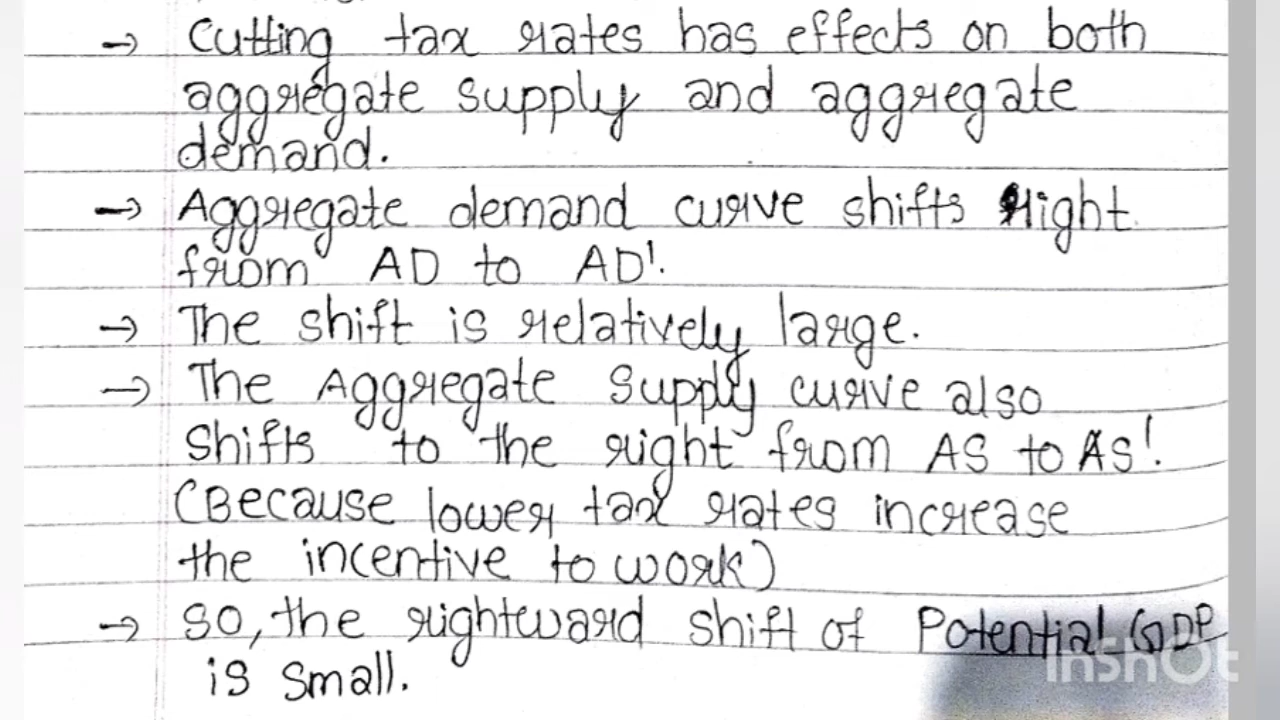 → Cutting tax rates has effects on both
aggregate supply and aggregate
demand.
→ Aggregate demand curve shifts right
from AD to AD'.
→ The shift is relatively large.
→ The Aggregate Supply curve also
shifts to the right from AS to AS'.
(Because lower tax rates increase
the incentive to work)
→ So, the rightward shift of Potential GDP
is small.
InShOt